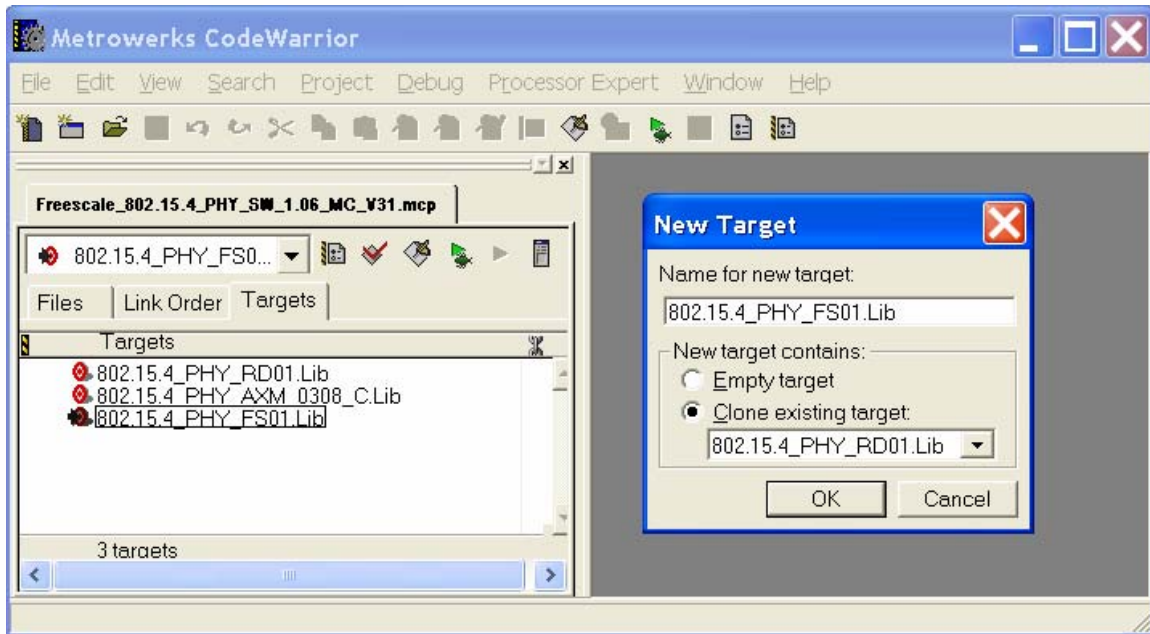 Metrowerks CodeWarrior
File Edit View Search Project Debug Processor Expert Window Help
Freescale_802.15.4_PHY_SW_1.06_MC_V31.mcp
802.15.4_PHY_FS0...
Files Link Order Targets
Targets
802.15.4_PHY_RD01.Lib
802.15.4_PHY_AXM_0308_C.Lib
802.15.4_PHY_FS01.Lib
3 targets
New Target
Name for new target:
802.15.4_PHY_FS01.Lib
New target contains:
Empty target
Clone existing target:
802.15.4_PHY_RD01.Lib
OK Cancel